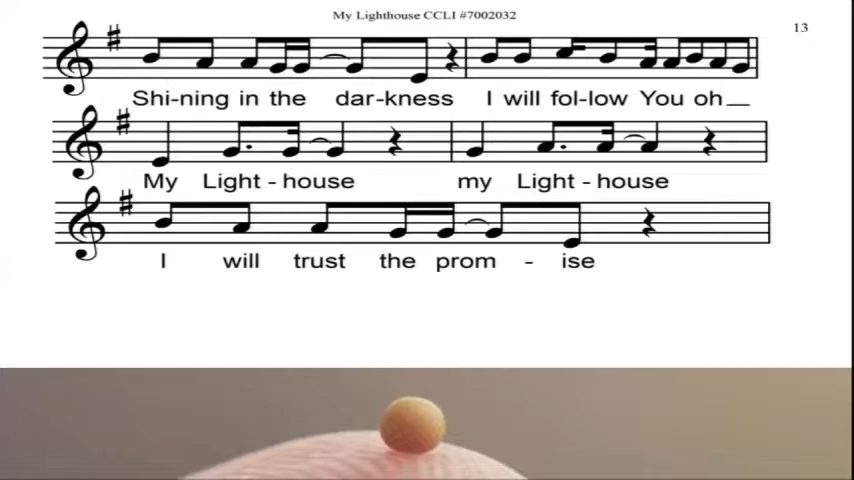 My Lighthouse CCLI #7002032
13
Shi-ning in the dar-kness I will fol-low You oh__
My Light - house my Light - house
I will trust the prom - ise